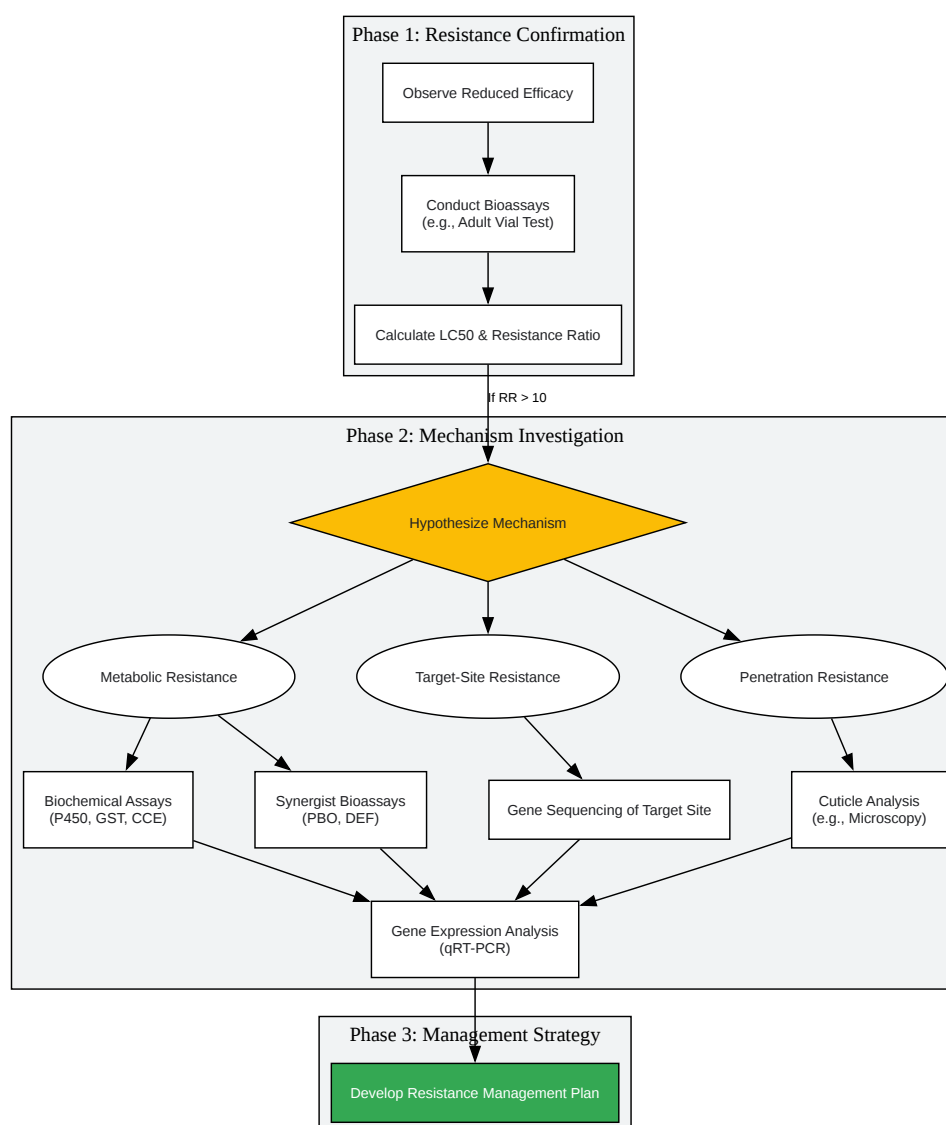 Phase 1: Resistance Confirmation
Observe Reduced Efficacy
Conduct Bioassays
(e.g., Adult Vial Test)
Calculate LC50 & Resistance Ratio
If RR > 10
Phase 2: Mechanism Investigation
Hypothesize Mechanism
Metabolic Resistance
Target-Site Resistance
Penetration Resistance
Biochemical Assays
(P450, GST, CCE)
Synergist Bioassays
(PBO, DEF)
Gene Sequencing of Target Site
Cuticle Analysis
(e.g., Microscopy)
Gene Expression Analysis
(qRT-PCR)
Phase 3: Management Strategy
Develop Resistance Management Plan